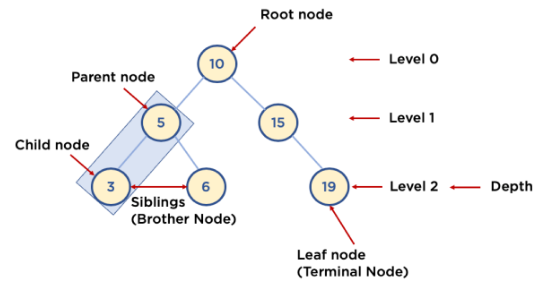 Root node
10
Level 0
Parent node
5
15
Level 1
Child node
3
6
19
Level 2
Depth
Siblings
(Brother Node)
Leaf node
(Terminal Node)